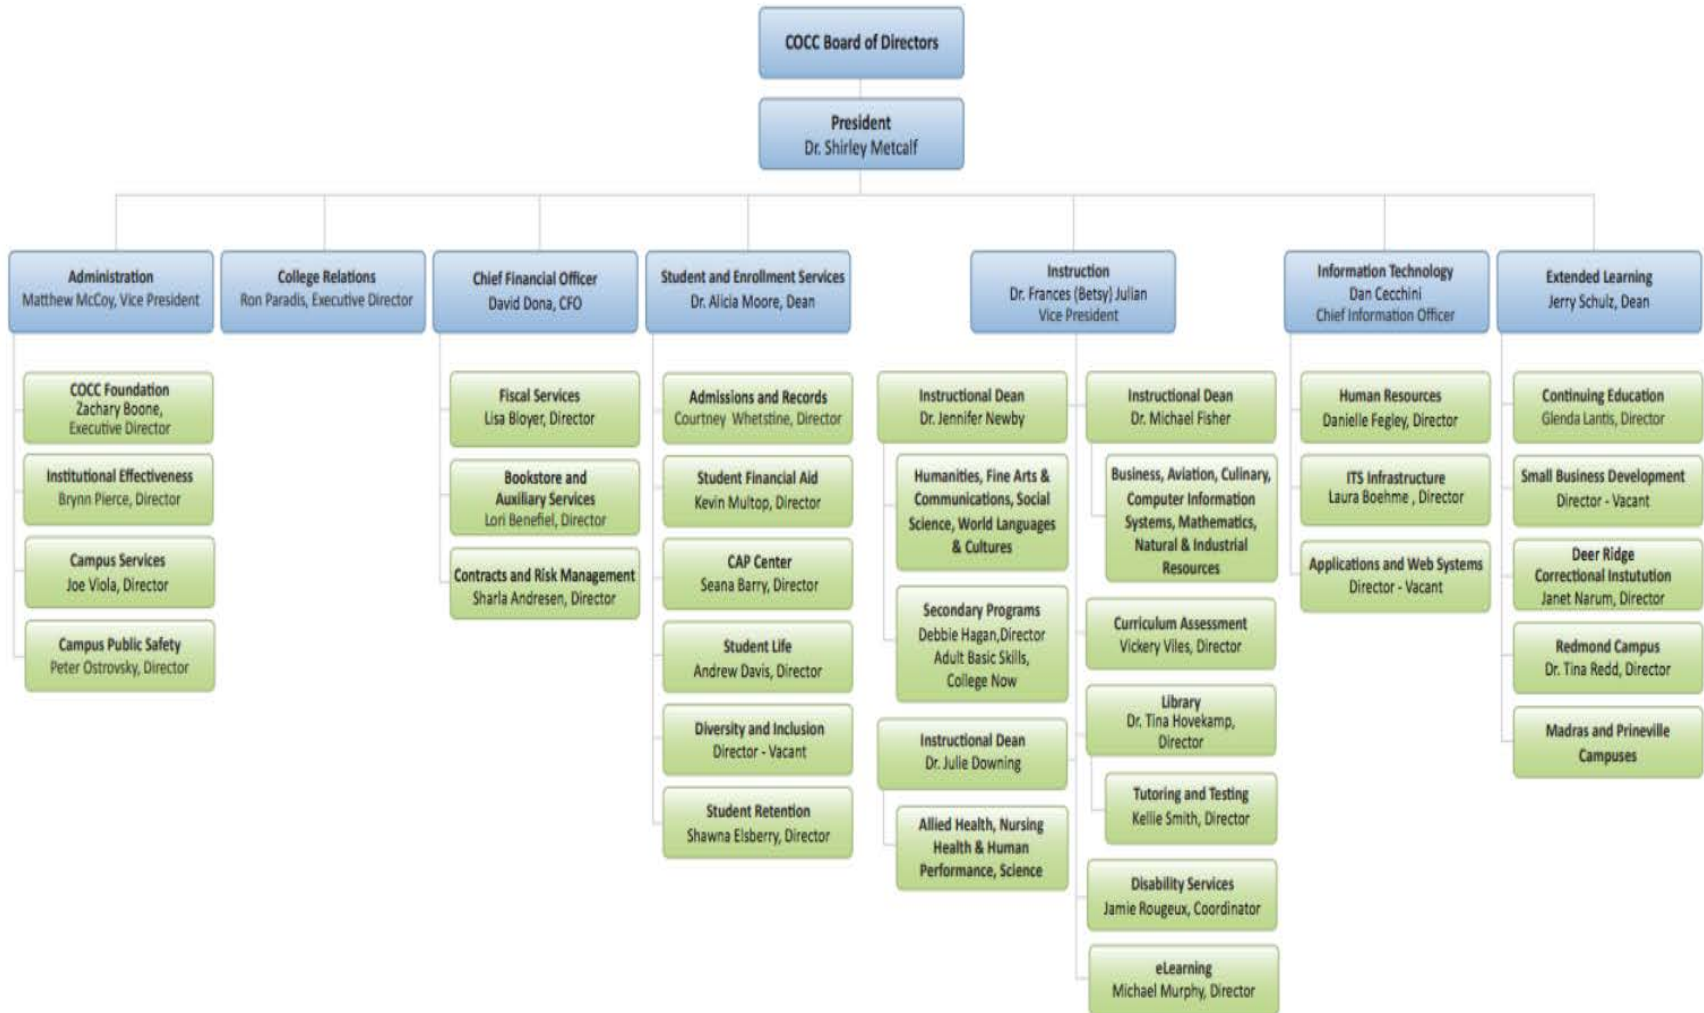 COCC Board of Directors
President
Dr. Shirley Metcalf
Administration
Matthew McCoy, Vice President
College Relations
Ron Paradis, Executive Director
Chief Financial Officer
David Dona, CFO
Student and Enrollment Services
Dr. Alicia Moore, Dean
Instruction
Dr. Frances (Betsy) Julian
Vice President
Information Technology
Dan Cecchini
Chief Information Officer
Extended Learning
Jerry Schulz, Dean
COCC Foundation
Zachary Boone,
Executive Director
Institutional Effectiveness
Brynn Pierce, Director
Campus Services
Joe Viola, Director
Campus Public Safety
Peter Ostrovsky, Director
Fiscal Services
Lisa Bloyer, Director
Bookstore and
Auxiliary Services
Lori Benefiel, Director
Contracts and Risk Management
Sharla Andresen, Director
Admissions and Records
Courtney Whetstine, Director
Student Financial Aid
Kevin Multop, Director
CAP Center
Seana Barry, Director
Student Life
Andrew Davis, Director
Diversity and Inclusion
Director - Vacant
Student Retention
Shawna Elsberry, Director
Instructional Dean
Dr. Jennifer Newby
Humanities, Fine Arts &
Communications, Social
Science, World Languages
& Cultures
Secondary Programs
Debbie Hagan,Director
Adult Basic Skills,
College Now
Instructional Dean
Dr. Julie Downing
Allied Health, Nursing
Health & Human
Performance, Science
Instructional Dean
Dr. Michael Fisher
Business, Aviation, Culinary,
Computer Information
Systems, Mathematics,
Natural & Industrial
Resources
Curriculum Assessment
Vickery Viles, Director
Library
Dr. Tina Hovekamp,
Director
Tutoring and Testing
Kellie Smith, Director
Disability Services
Jamie Rougeux, Coordinator
eLearning
Michael Murphy, Director
Human Resources
Danielle Fegley, Director
ITS Infrastructure
Laura Boehme , Director
Applications and Web Systems
Director - Vacant
Continuing Education
Glenda Lantis, Director
Small Business Development
Director - Vacant
Deer Ridge
Correctional Instutution
Janet Narum, Director
Redmond Campus
Dr. Tina Redd, Director
Madras and Prineville
Campuses